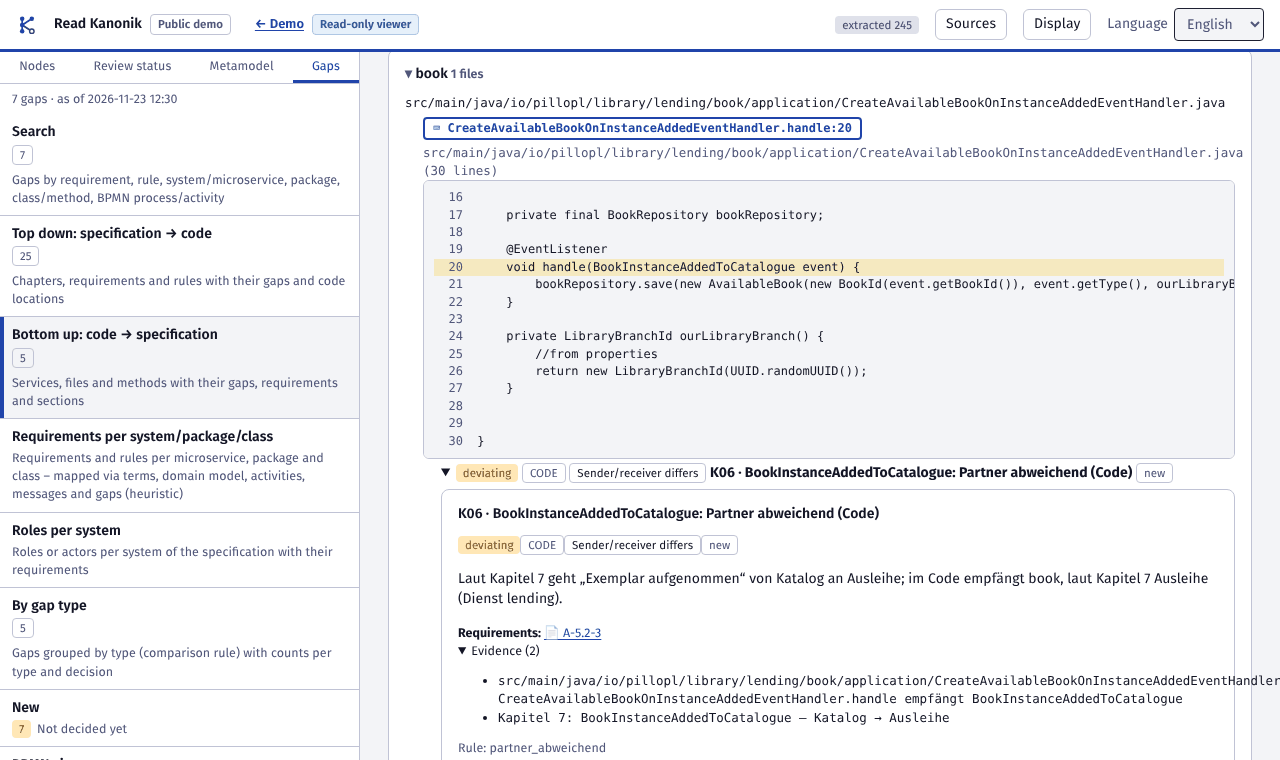 Read Kanonik Public demo ← Demo Read-only viewer extracted 245 Sources Display Language English
Nodes Review status Metamodel Gaps
7 gaps · as of 2026-11-23 12:30
Search
7
Gaps by requirement, rule, system/microservice, package,
class/method, BPMN process/activity
Top down: specification → code
25
Chapters, requirements and rules with their gaps and code
locations
Bottom up: code → specification
5
Services, files and methods with their gaps, requirements
and sections
Requirements per system/package/class
Requirements and rules per microservice, package and
class – mapped via terms, domain model, activities,
messages and gaps (heuristic)
Roles per system
Roles or actors per system of the specification with their
requirements
By gap type
5
Gaps grouped by type (comparison rule) with counts per
type and decision
New
7 Not decided yet
▼ book 1 files
src/main/java/io/pillopl/library/lending/book/application/CreateAvailableBookOnInstanceAddedEventHandler.java
CreateAvailableBookOnInstanceAddedEventHandler.handle:20
src/main/java/io/pillopl/library/lending/book/application/CreateAvailableBookOnInstanceAddedEventHandler.java
(30 lines)
16
17 private final BookRepository bookRepository;
18
19 @EventListener
20 void handle(BookInstanceAddedToCatalogue event) {
21 bookRepository.save(new AvailableBook(new BookId(event.getBookId()), event.getType(), ourLibraryB
22 }
23
24 private LibraryBranchId ourLibraryBranch() {
25 //from properties
26 return new LibraryBranchId(UUID.randomUUID());
27 }
28
29
30 }
▼ deviating CODE Sender/receiver differs K06 · BookInstanceAddedToCatalogue: Partner abweichend (Code) new
K06 · BookInstanceAddedToCatalogue: Partner abweichend (Code)
deviating CODE Sender/receiver differs new
Laut Kapitel 7 geht „Exemplar aufgenommen“ von Katalog an Ausleihe; im Code empfängt book, laut Kapitel 7 Ausleihe
(Dienst lending).
Requirements: 📄 A-5.2-3
▼ Evidence (2)
• src/main/java/io/pillopl/library/lending/book/application/CreateAvailableBookOnInstanceAddedEventHandler
CreateAvailableBookOnInstanceAddedEventHandler.handle empfängt BookInstanceAddedToCatalogue
• Kapitel 7: BookInstanceAddedToCatalogue – Katalog → Ausleihe
Rule: partner_abweichend